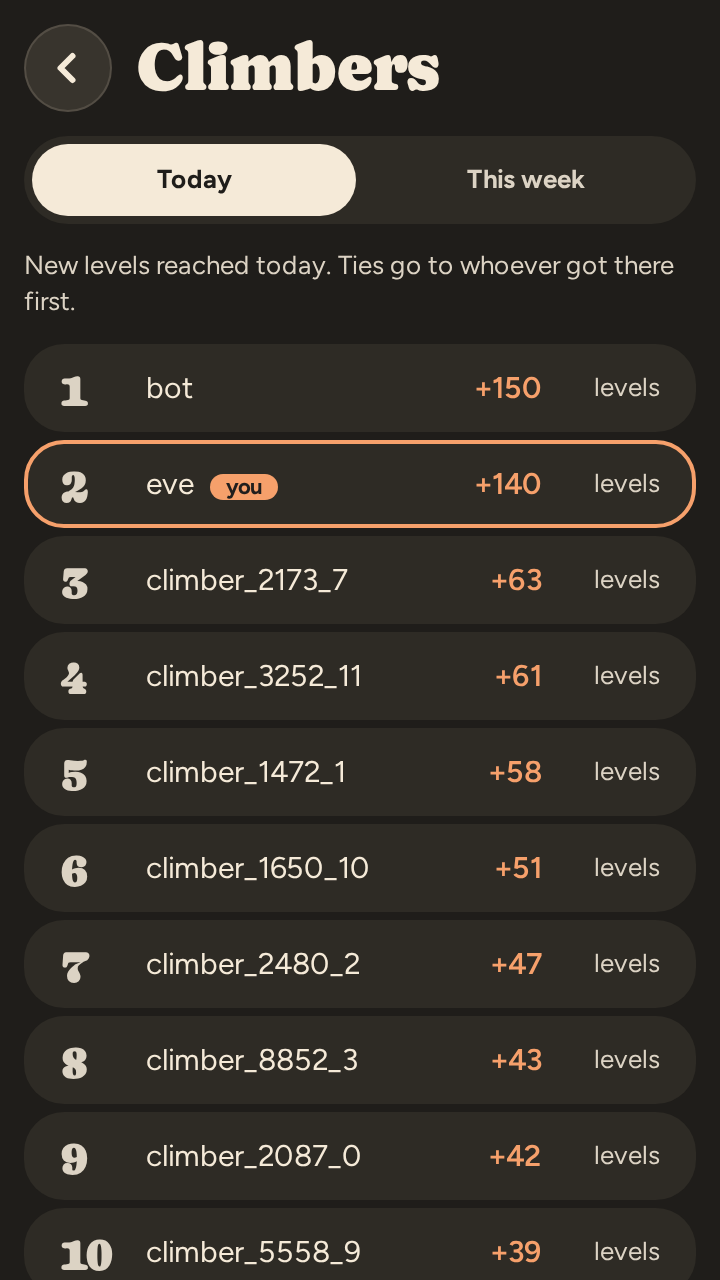 Climbers
Today This week
New levels reached today. Ties go to whoever got there
first.
1 bot +150 levels
2 eve you +140 levels
3 climber_2173_7 +63 levels
4 climber_3252_11 +61 levels
5 climber_1472_1 +58 levels
6 climber_1650_10 +51 levels
7 climber_2480_2 +47 levels
8 climber_8852_3 +43 levels
9 climber_2087_0 +42 levels
10 climber_5558_9 +39 levels